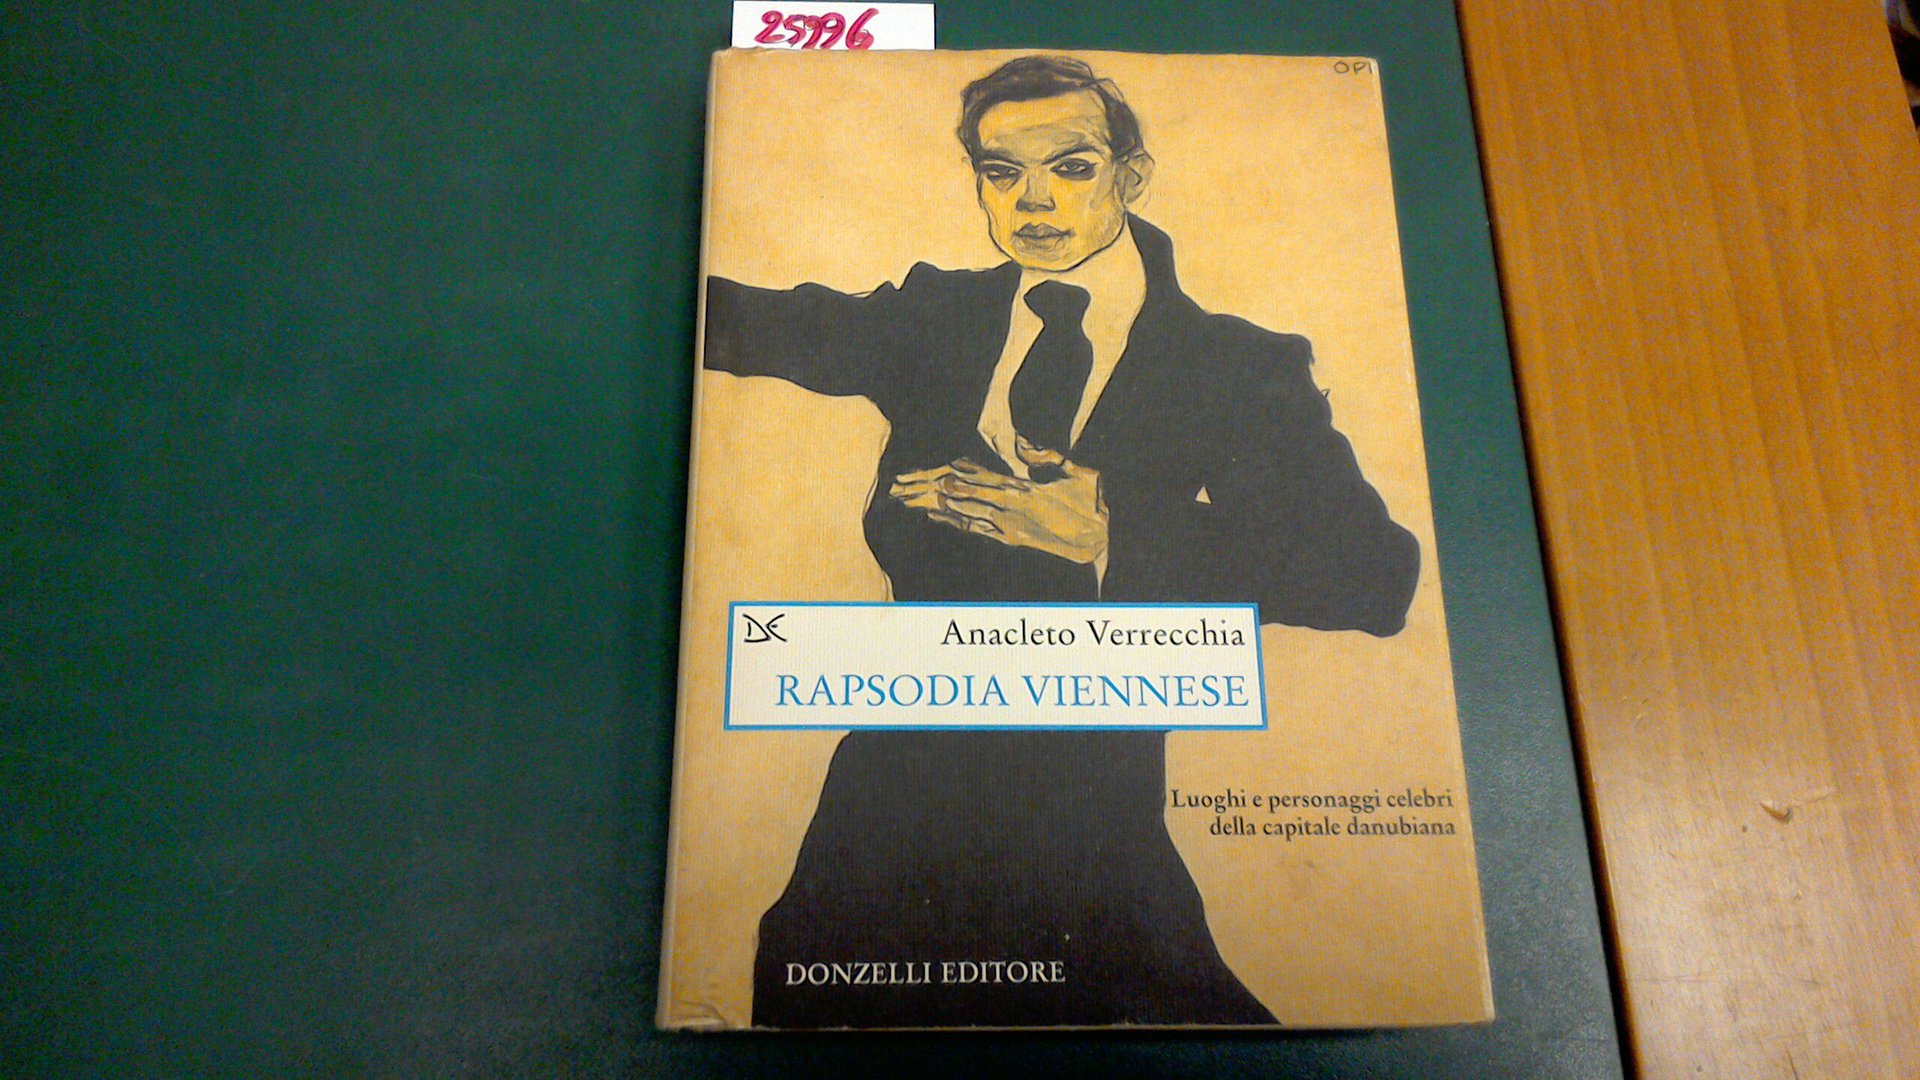 25996
OPI
DE
Anacleto Verrecchia
RAPSODIA VIENNESE
Luoghi e personaggi celebri
della capitale danubiana
DONZELLI EDITORE